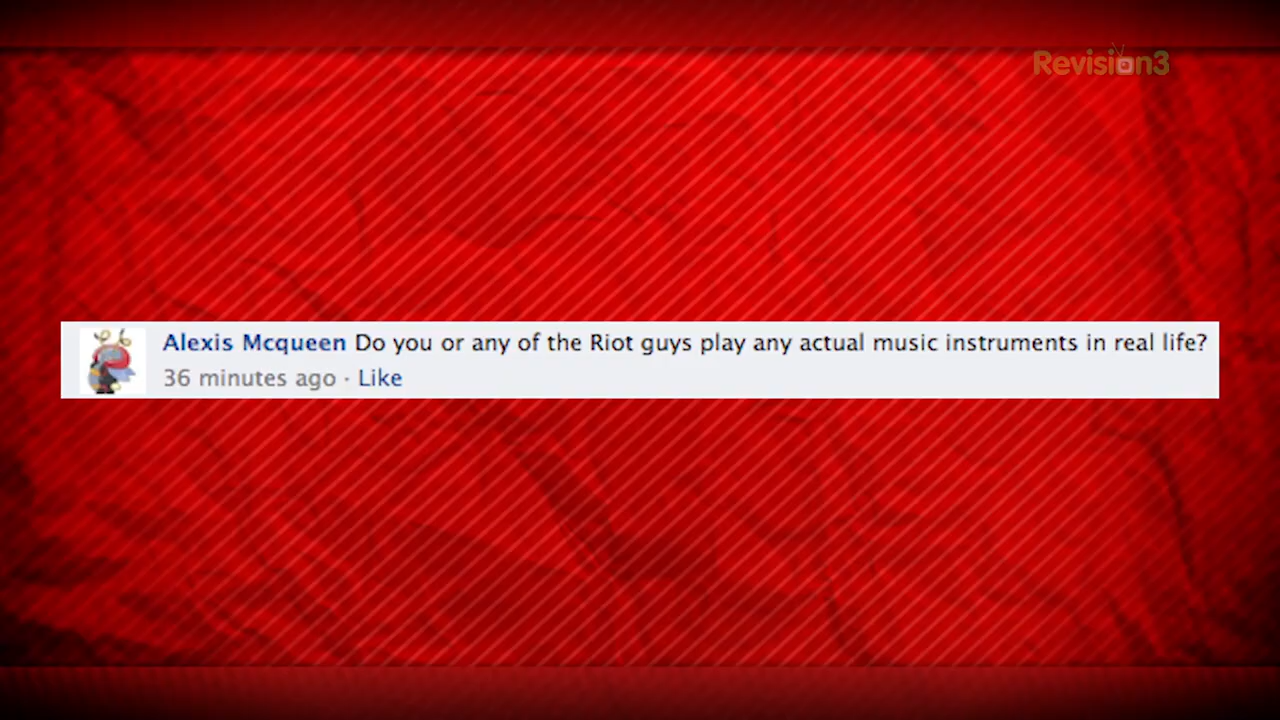 Revision3
Alexis Mcqueen Do you or any of the Riot guys play any actual music instruments in real life?
36 minutes ago · Like